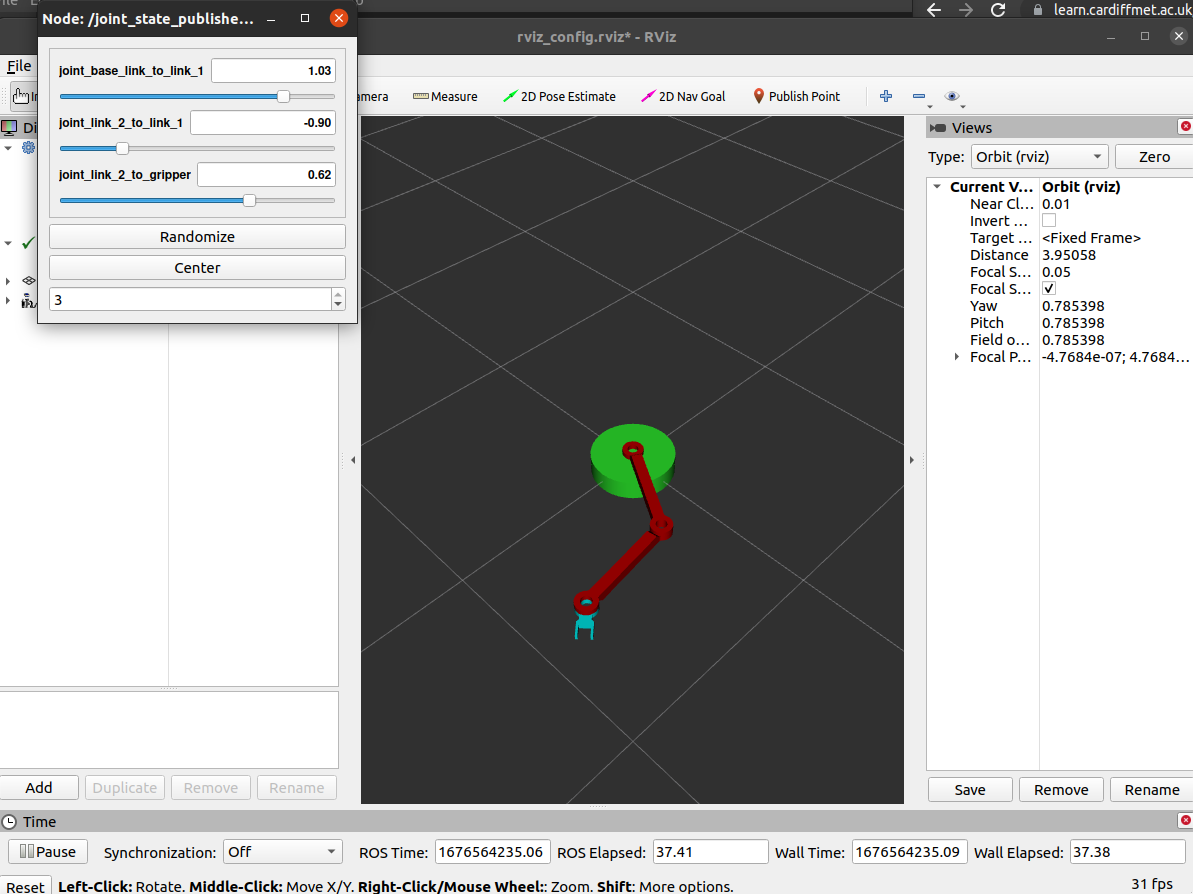 learn.cardiffmet.ac.uk
Node: /joint_state_publishe...
rviz_config.rviz* - RViz
File
joint_base_link_to_link_1 1.03
joint_link_2_to_link_1 -0.90
joint_link_2_to_gripper 0.62
Randomize
Center
3
In
amera
Measure
2D Pose Estimate
2D Nav Goal
Publish Point
Di
Views
Type: Orbit (rviz) Zero
Current V... Orbit (rviz)
Near Cl... 0.01
Invert ...
Target ... <Fixed Frame>
Distance 3.95058
Focal S... 0.05
Focal S...
Yaw 0.785398
Pitch 0.785398
Field o... 0.785398
Focal P... -4.7684e-07; 4.7684...
Add Duplicate Remove Rename
Save Remove Rename
Time
Pause Synchronization: Off ROS Time: 1676564235.06 ROS Elapsed: 37.41 Wall Time: 1676564235.09 Wall Elapsed: 37.38
Reset Left-Click: Rotate. Middle-Click: Move X/Y. Right-Click/Mouse Wheel:: Zoom. Shift: More options. 31 fps